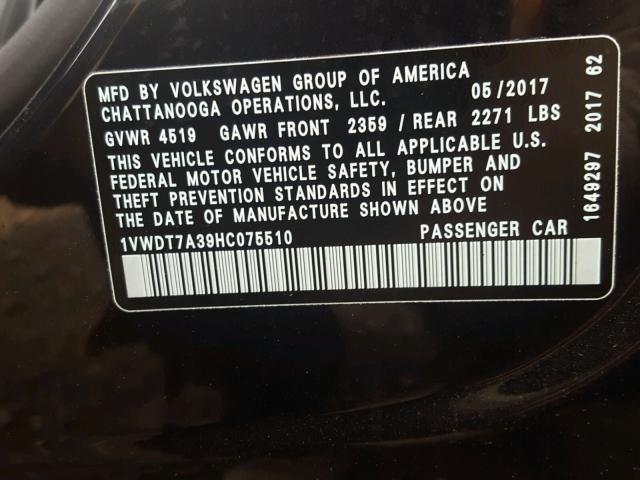 MFD BY VOLKSWAGEN GROUP OF AMERICA
CHATTANOOGA OPERATIONS, LLC. 05/2017
GVWR 4519 GAWR FRONT 2359 / REAR 2271 LBS
THIS VEHICLE CONFORMS TO ALL APPLICABLE U.S.
FEDERAL MOTOR VEHICLE SAFETY, BUMPER AND
THEFT PREVENTION STANDARDS IN EFFECT ON
THE DATE OF MANUFACTURE SHOWN ABOVE
1VWDT7A39HC075510 PASSENGER CAR
1649297 2017 62